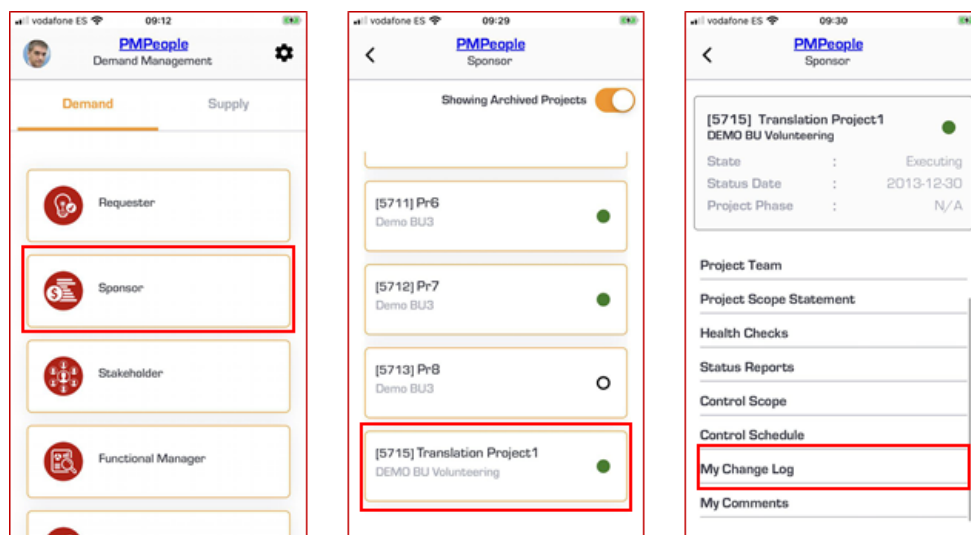 vodafone ES 09:12
PMPeople
Demand Management
Demand Supply
Requester
Sponsor
Stakeholder
Functional Manager
vodafone ES 09:29
PMPeople
Sponsor
Showing Archived Projects
[5711] Pr6
Demo BU3
[5712] Pr7
Demo BU3
[5713] Pr8
Demo BU3
[5715] Translation Project1
DEMO BU Volunteering
vodafone ES 09:30
PMPeople
Sponsor
[5715] Translation Project1
DEMO BU Volunteering
State : Executing
Status Date : 2013-12-30
Project Phase : N/A
Project Team
Project Scope Statement
Health Checks
Status Reports
Control Scope
Control Schedule
My Change Log
My Comments